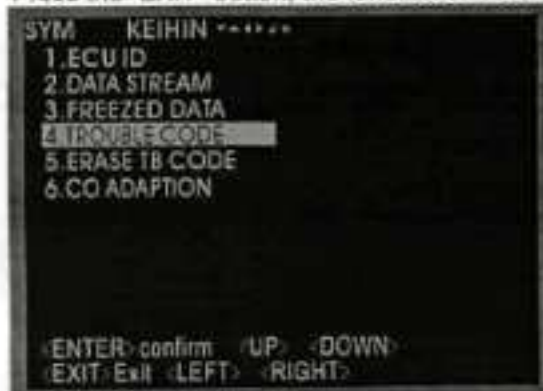 SYM KEIHIN
1.ECU ID
2.DATA STREAM
3.FREEZED DATA
4.TROUBLE CODE
5.ERASE TB CODE
6.CO ADAPTION
<ENTER> confirm <UP> <DOWN>
<EXIT> Exit <LEFT> <RIGHT>